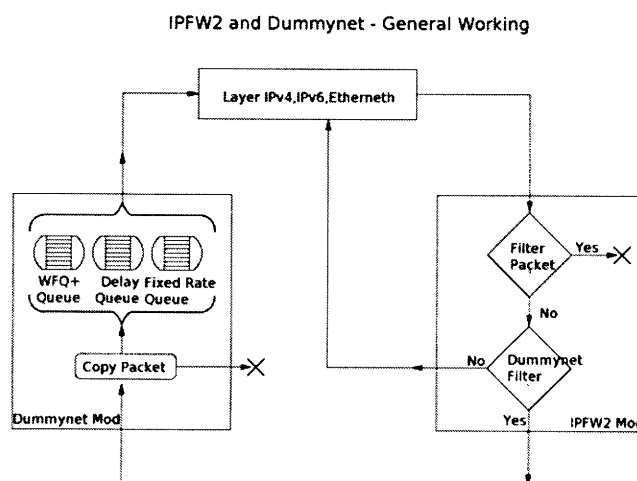 IPFW2 and Dummynet - General Working
Layer IPv4,IPv6,Etherneth
Filter
Packet
Yes
No
WFQ+
Queue
Delay
Queue
Fixed Rate
Queue
Copy Packet
No
Dummynet
Filter
Yes
Dummynet Mod
IPFW2 Mod